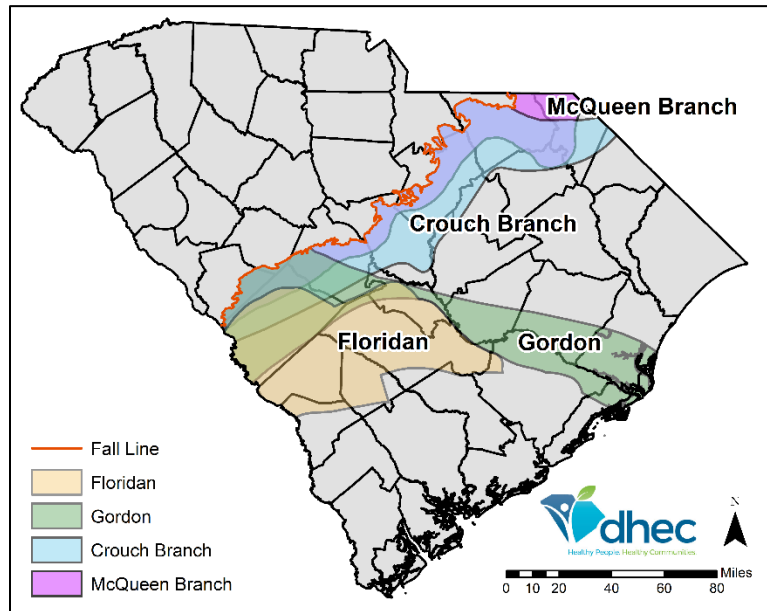 McQueen Branch
Crouch Branch
Floridan
Gordon
Fall Line
Floridan
Gordon
Crouch Branch
McQueen Branch
dhec
Healthy People. Healthy Communities.
N
Miles
0 5 10 20 40 60 80